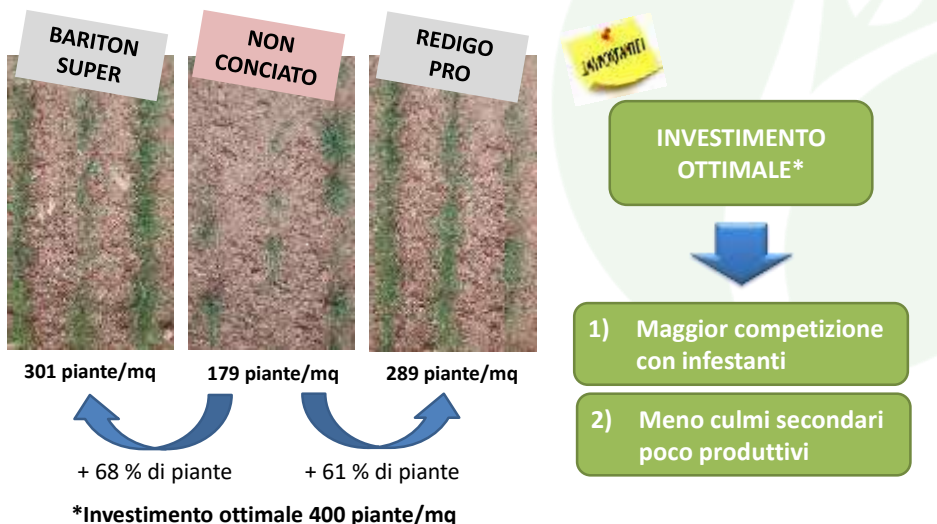 BARITON
SUPER
NON
CONCIATO
REDIGO
PRO
IMPORTANTE!
INVESTIMENTO
OTTIMALE*
1) Maggior competizione
con infestanti
2) Meno culmi secondari
poco produttivi
301 piante/mq
179 piante/mq
289 piante/mq
+ 68 % di piante
+ 61 % di piante
*Investimento ottimale 400 piante/mq